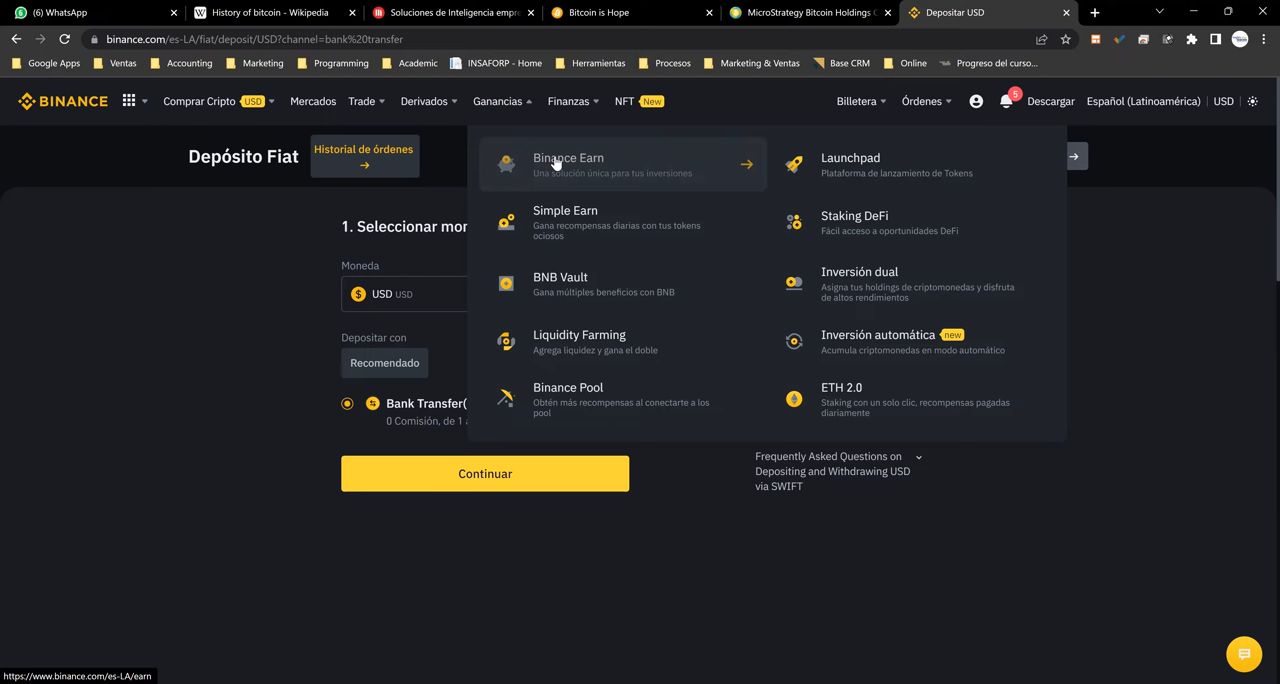 (6) WhatsApp
History of bitcoin - Wikipedia
Soluciones de Inteligencia empre
Bitcoin is Hope
MicroStrategy Bitcoin Holdings C
Depositar USD
binance.com/es-LA/fiat/deposit/USD?channel=bank%20transfer
Google Apps
Ventas
Accounting
Marketing
Programming
Academic
INSAFORP - Home
Herramientas
Procesos
Marketing & Ventas
Base CRM
Online
Progreso del curso...
BINANCE
Comprar Cripto USD
Mercados
Trade
Derivados
Ganancias
Finanzas
NFT New
Billetera
Órdenes
5
Descargar
Español (Latinoamérica)
USD
Depósito Fiat
Historial de órdenes
→
Binance Earn
Una solución única para tus inversiones
Simple Earn
Gana recompensas diarias con tus tokens
ociosos
BNB Vault
Gana múltiples beneficios con BNB
Liquidity Farming
Agrega liquidez y gana el doble
Binance Pool
Obtén más recompensas al conectarte a los
pool
Launchpad
Plataforma de lanzamiento de Tokens
Staking DeFi
Fácil acceso a oportunidades DeFi
Inversión dual
Asigna tus holdings de criptomonedas y disfruta
de altos rendimientos
Inversión automática new
Acumula criptomonedas en modo automático
ETH 2.0
Staking con un solo clic, recompensas pagadas
diariamente
1. Seleccionar mon
Moneda
USD USD
Depositar con
Recomendado
Bank Transfer(
0 Comisión, de 1
Continuar
Frequently Asked Questions on
Depositing and Withdrawing USD
via SWIFT
https://www.binance.com/es-LA/earn